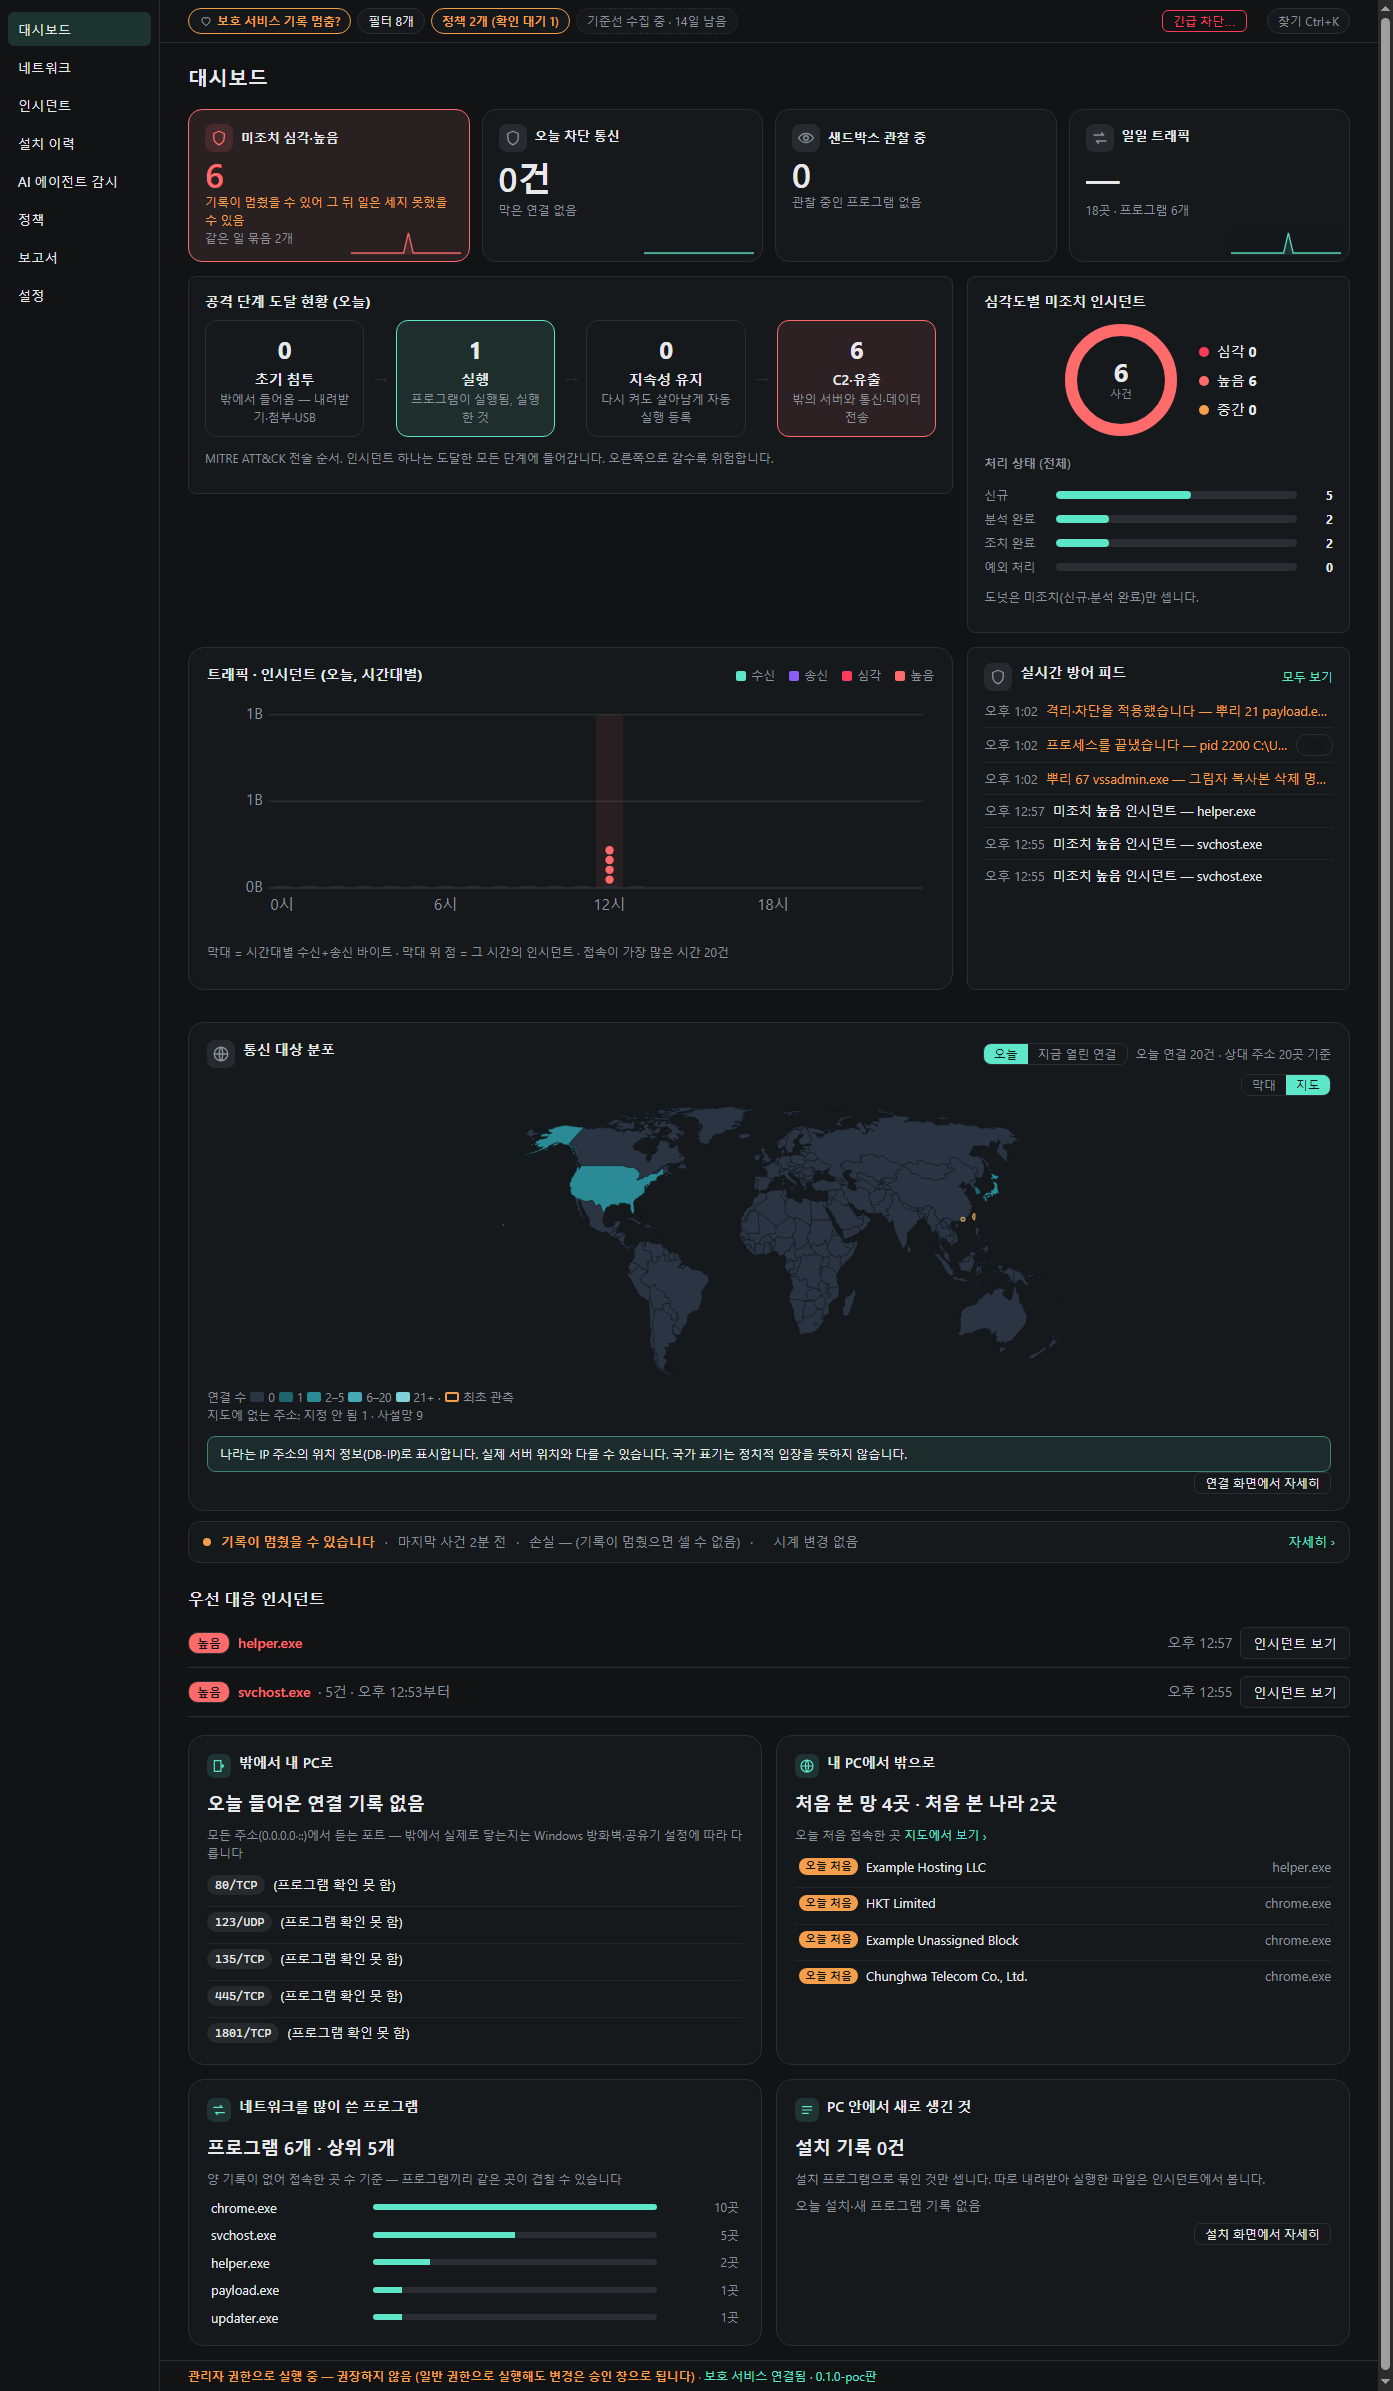 대시보드
네트워크
인시던트
설치 이력
AI 에이전트 감시
정책
보고서
설정
보호 서비스 기록 멈춤?
필터 8개
정책 2개 (확인 대기 1)
기준선 수집 중 · 14일 남음
긴급 차단...
찾기 Ctrl+K
대시보드
미조치 심각·높음
6
기록이 멈췄을 수 있어 그 뒤 일은 세지 못했을
수 있음
같은 일 묶음 2개
오늘 차단 통신
0건
막은 연결 없음
샌드박스 관찰 중
0
관찰 중인 프로그램 없음
일일 트래픽
—
18곳 · 프로그램 6개
공격 단계 도달 현황 (오늘)
0
초기 침투
밖에서 들어옴 — 내려받
기·첨부·USB
→
1
실행
프로그램이 실행됨, 실행
한 것
→
0
지속성 유지
다시 켜도 살아남게 자동
실행 등록
→
6
C2·유출
밖의 서버와 통신·데이터
전송
MITRE ATT&CK 전술 순서. 인시던트 하나는 도달한 모든 단계에 들어갑니다. 오른쪽으로 갈수록 위험합니다.
심각도별 미조치 인시던트
6
사건
심각 0
높음 6
중간 0
처리 상태 (전체)
신규 5
분석 완료 2
조치 완료 2
예외 처리 0
도넛은 미조치(신규·분석 완료)만 셉니다.
트래픽 · 인시던트 (오늘, 시간대별)
수신 송신 심각 높음
1B
1B
0B
0시 6시 12시 18시
막대 = 시간대별 수신+송신 바이트 · 막대 위 점 = 그 시간의 인시던트 · 접속이 가장 많은 시간 20건
실시간 방어 피드
모두 보기
오후 1:02 격리·차단을 적용했습니다 — 뿌리 21 payload.e...
오후 1:02 프로세스를 끝냈습니다 — pid 2200 C:\U...
오후 1:02 뿌리 67 vssadmin.exe — 그림자 복사본 삭제 명...
오후 12:57 미조치 높음 인시던트 — helper.exe
오후 12:55 미조치 높음 인시던트 — svchost.exe
오후 12:55 미조치 높음 인시던트 — svchost.exe
통신 대상 분포
오늘 지금 열린 연결 오늘 연결 20건 · 상대 주소 20곳 기준
막대 지도
연결 수 0 1 2–5 6–20 21+ · 최초 관측
지도에 없는 주소: 지정 안 됨 1 · 사설망 9
나라는 IP 주소의 위치 정보(DB-IP)로 표시합니다. 실제 서버 위치와 다를 수 있습니다. 국가 표기는 정치적 입장을 뜻하지 않습니다.
연결 화면에서 자세히
기록이 멈췄을 수 있습니다 · 마지막 사건 2분 전 · 손실 — (기록이 멈췄으면 셀 수 없음) · 시계 변경 없음
자세히 ›
우선 대응 인시던트
높음 helper.exe 오후 12:57 인시던트 보기
높음 svchost.exe · 5건 · 오후 12:53부터 오후 12:55 인시던트 보기
밖에서 내 PC로
오늘 들어온 연결 기록 없음
모든 주소(0.0.0.0·::)에서 듣는 포트 — 밖에서 실제로 닿는지는 Windows 방화벽·공유기 설정에 따라 다
릅니다
80/TCP (프로그램 확인 못 함)
123/UDP (프로그램 확인 못 함)
135/TCP (프로그램 확인 못 함)
445/TCP (프로그램 확인 못 함)
1801/TCP (프로그램 확인 못 함)
내 PC에서 밖으로
처음 본 망 4곳 · 처음 본 나라 2곳
오늘 처음 접속한 곳 지도에서 보기 ›
오늘 처음 Example Hosting LLC helper.exe
오늘 처음 HKT Limited chrome.exe
오늘 처음 Example Unassigned Block chrome.exe
오늘 처음 Chunghwa Telecom Co., Ltd. chrome.exe
네트워크를 많이 쓴 프로그램
프로그램 6개 · 상위 5개
양 기록이 없어 접속한 곳 수 기준 — 프로그램끼리 같은 곳이 겹칠 수 있습니다
chrome.exe 10곳
svchost.exe 5곳
helper.exe 2곳
payload.exe 1곳
updater.exe 1곳
PC 안에서 새로 생긴 것
설치 기록 0건
설치 프로그램으로 묶인 것만 셉니다. 따로 내려받아 실행한 파일은 인시던트에서 봅니다.
오늘 설치·새 프로그램 기록 없음
설치 화면에서 자세히
관리자 권한으로 실행 중 — 권장하지 않음 (일반 권한으로 실행해도 변경은 승인 창으로 됩니다) · 보호 서비스 연결됨 · 0.1.0-poc판